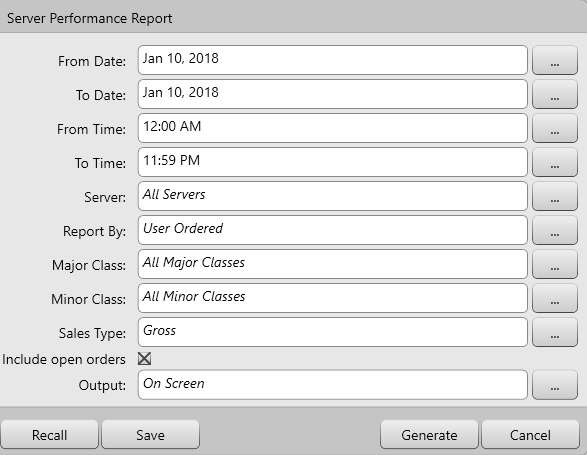 Server Performance Report
From Date: Jan 10, 2018 ...
To Date: Jan 10, 2018 ...
From Time: 12:00 AM ...
To Time: 11:59 PM ...
Server: All Servers ...
Report By: User Ordered ...
Major Class: All Major Classes ...
Minor Class: All Minor Classes ...
Sales Type: Gross ...
Include open orders
Output: On Screen ...
Recall Save Generate Cancel